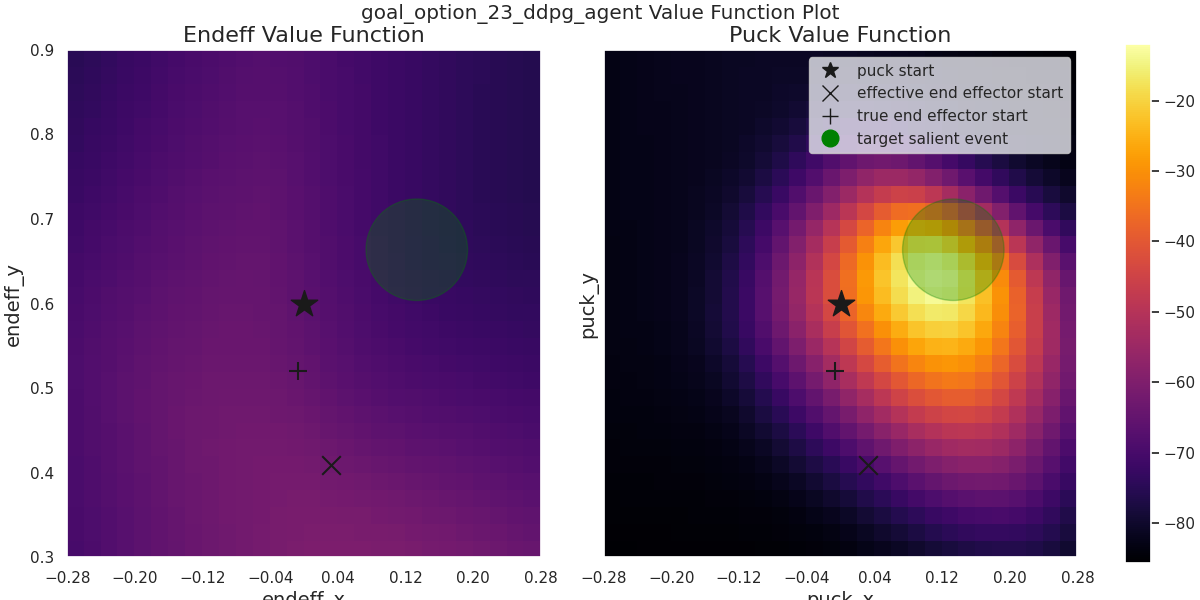 goal_option_23_ddpg_agent Value Function Plot
Endeff Value Function
Puck Value Function
puck start
effective end effector start
true end effector start
target salient event
endeff_y
0.9
0.8
0.7
0.6
0.5
0.4
0.3
−0.28 −0.20 −0.12 −0.04 0.04 0.12 0.20 0.28
endeff_x
puck_y
−0.28 −0.20 −0.12 −0.04 0.04 0.12 0.20 0.28
puck_x
−20
−30
−40
−50
−60
−70
−80